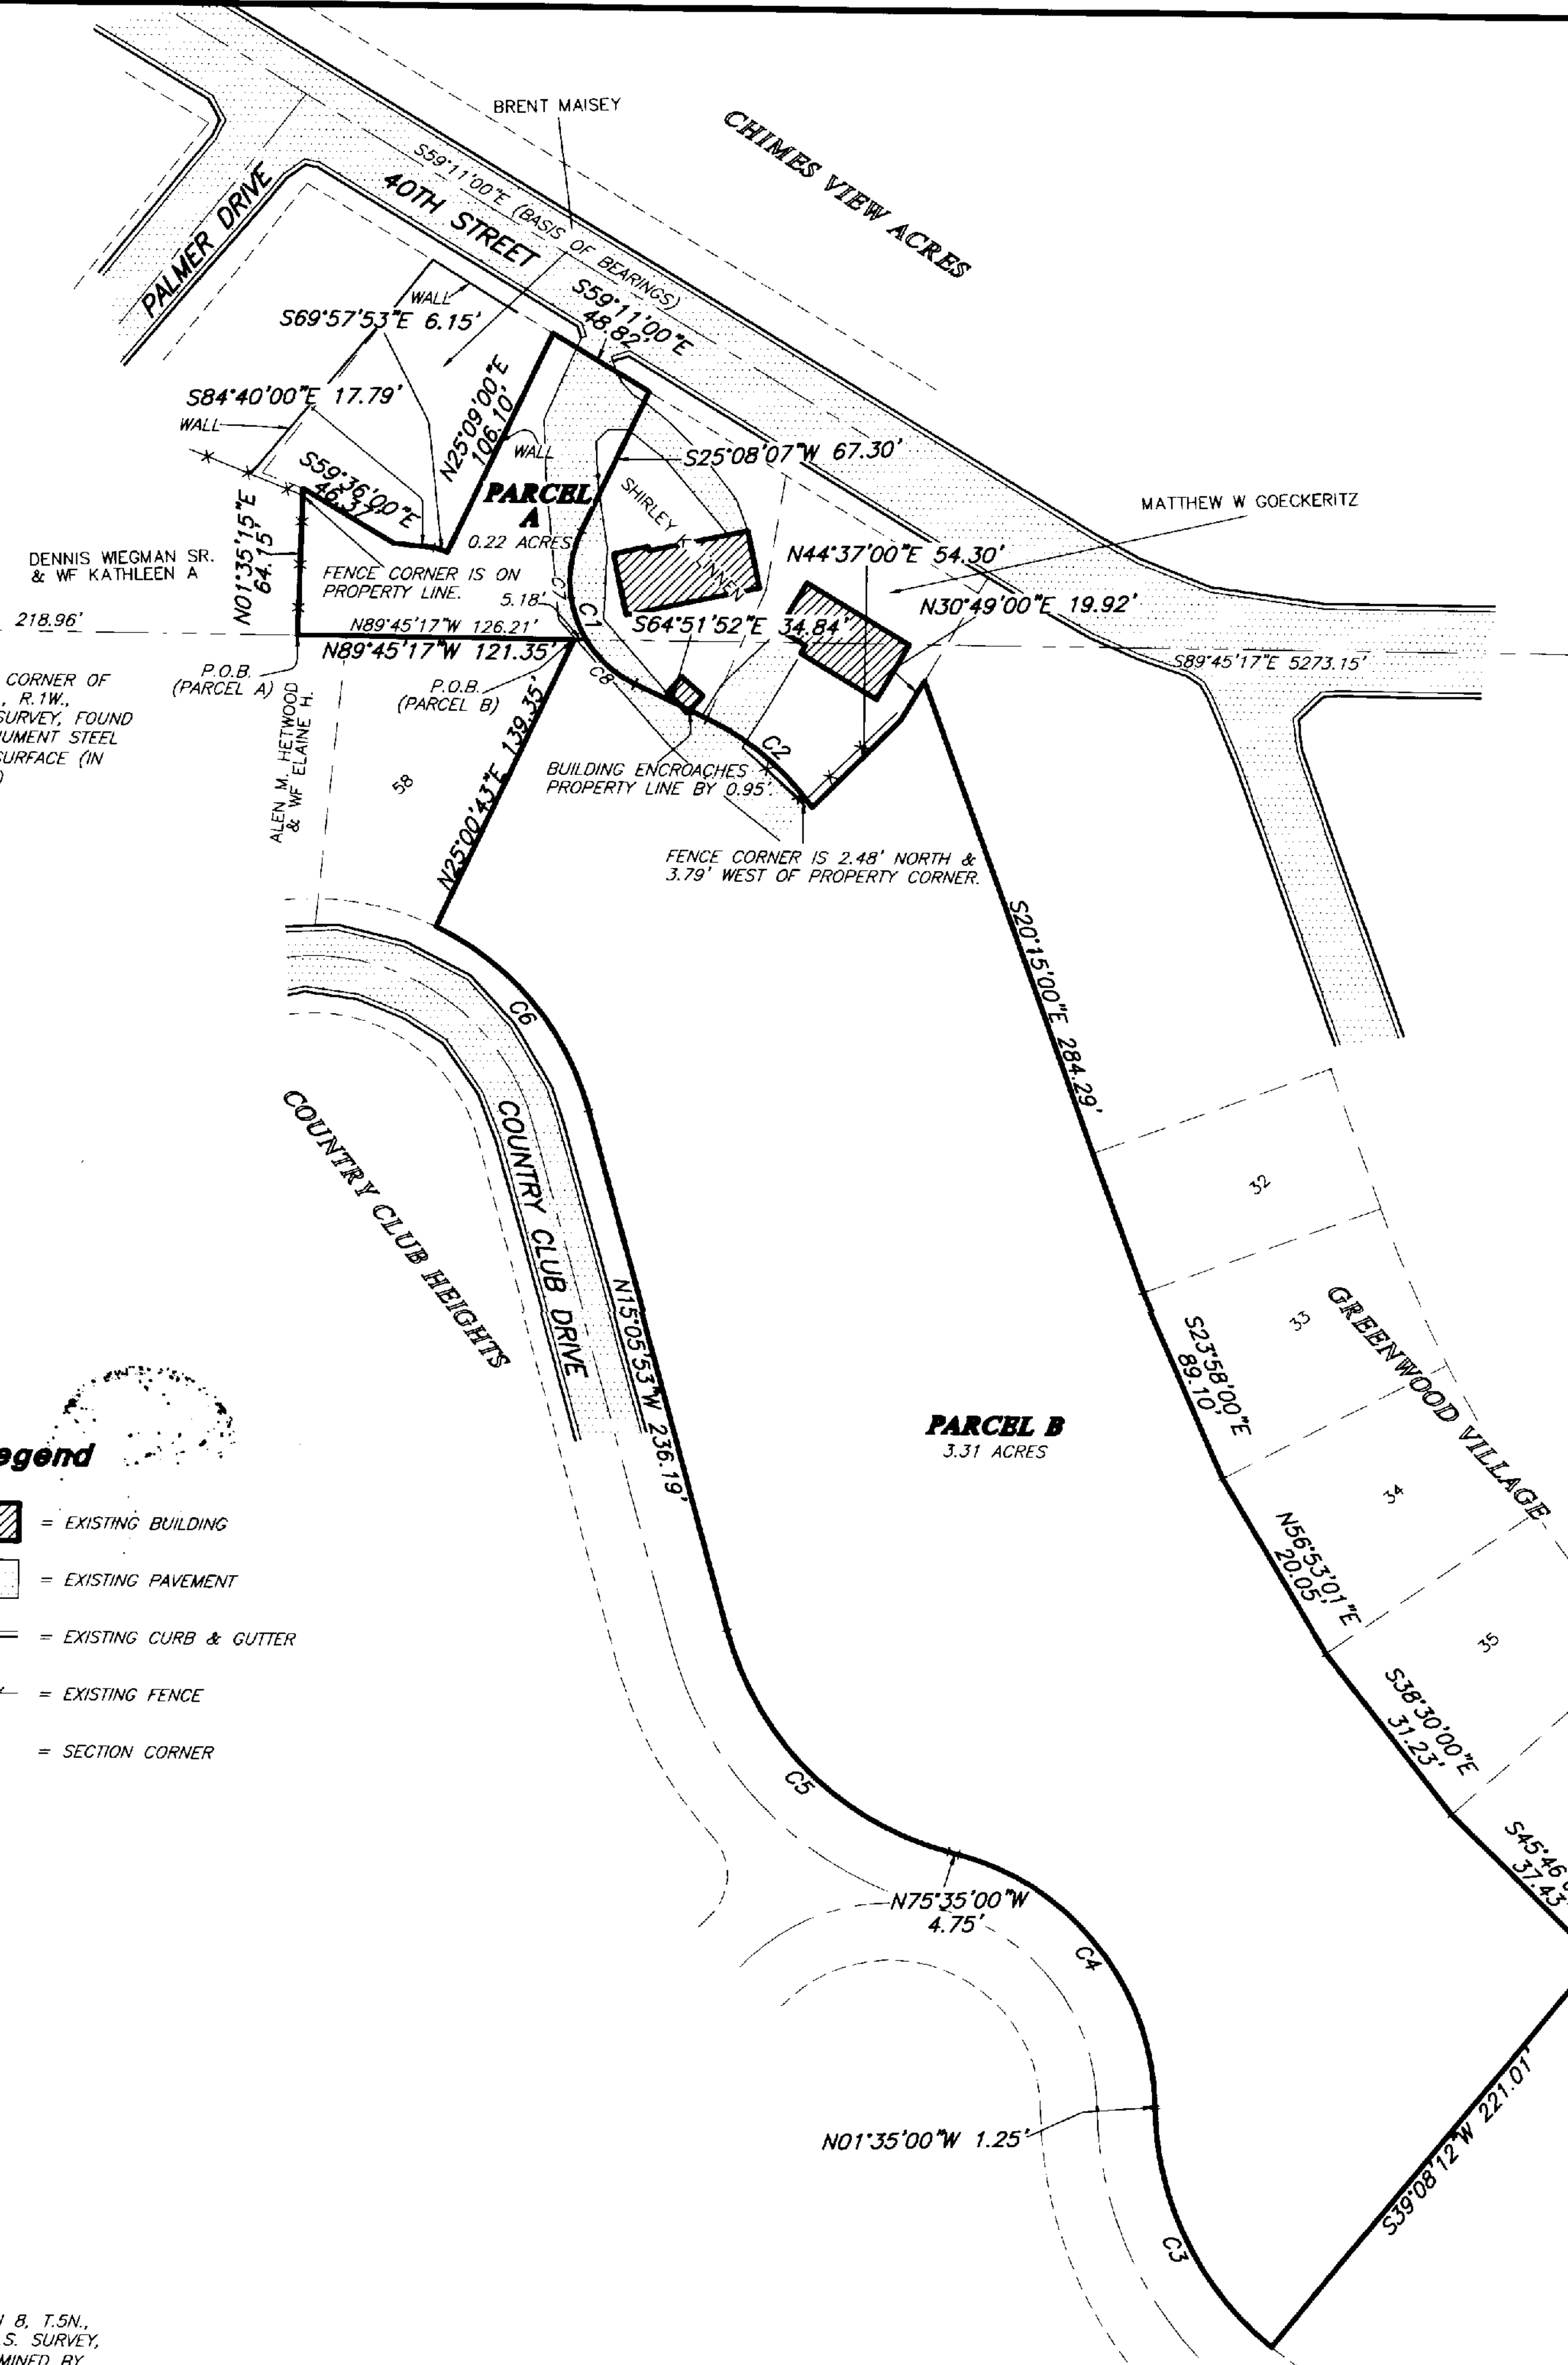 BRENT MAISEY
CHIMES VIEW ACRES
PALMER DRIVE
40TH STREET
S59°11'00"E (BASIS OF BEARINGS)
S59°11'00"E
48.82'
WALL
S69°57'53"E 6.15'
S84°40'00"E 17.79'
WALL
N25°09'00"E
106.10'
WALL
S25°08'07"W 67.30'
S59°36'00"E
46.37'
PARCEL
A
0.22 ACRES
SHIRLEY K LINNEN
MATTHEW W GOECKERITZ
N44°37'00"E 54.30'
N30°49'00"E 19.92'
DENNIS WIEGMAN SR.
& WF KATHLEEN A
N01°35'15"E
64.15'
FENCE CORNER IS ON
PROPERTY LINE.
5.18'
C7
C1
218.96'
N89°45'17"W 126.21'
N89°45'17"W 121.35'
S64°51'52"E 34.84'
S89°45'17"E 5273.15'
P.O.B.
(PARCEL A)
P.O.B.
(PARCEL B)
C8
CORNER OF
, R.1W.,
SURVEY, FOUND
UMENT STEEL
SURFACE (IN
)
ALEN M. HETWOOD
& WF ELAINE H.
58
N25°00'43"E 139.35'
BUILDING ENCROACHES
PROPERTY LINE BY 0.95'.
C2
FENCE CORNER IS 2.48' NORTH &
3.79' WEST OF PROPERTY CORNER.
S20°15'00"E 284.29'
C6
COUNTRY CLUB HEIGHTS
COUNTRY CLUB DRIVE
N15°05'53"W 236.19'
32
33
GREENWOOD VILLAGE
S23°58'00"E
89.10'
PARCEL B
3.31 ACRES
34
N56°53'01"E
20.05'
35
S38°30'00"E
31.23'
S45°46'0
37.43'
egend
= EXISTING BUILDING
= EXISTING PAVEMENT
= EXISTING CURB & GUTTER
= EXISTING FENCE
= SECTION CORNER
C5
N75°35'00"W
4.75'
C4
N01°35'00"W 1.25'
S39°08'12"W 221.01'
C3
8, T.5N.,
.S. SURVEY,
MINED BY